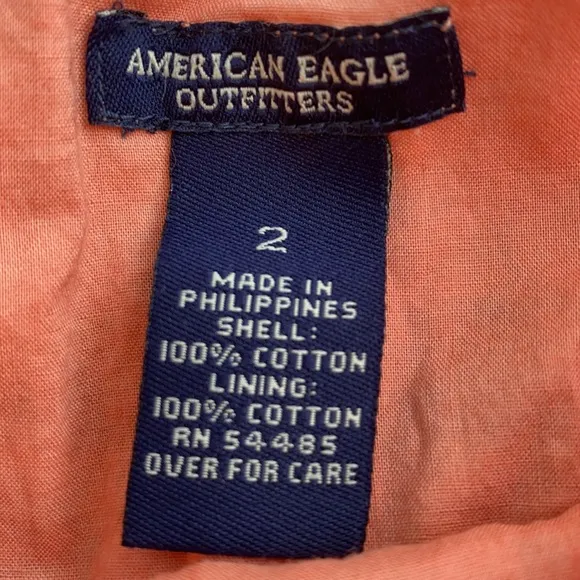 AMERICAN EAGLE
OUTFITTERS
2
MADE IN
PHILIPPINES
SHELL:
100% COTTON
LINING:
100% COTTON
RN 54485
OVER FOR CARE